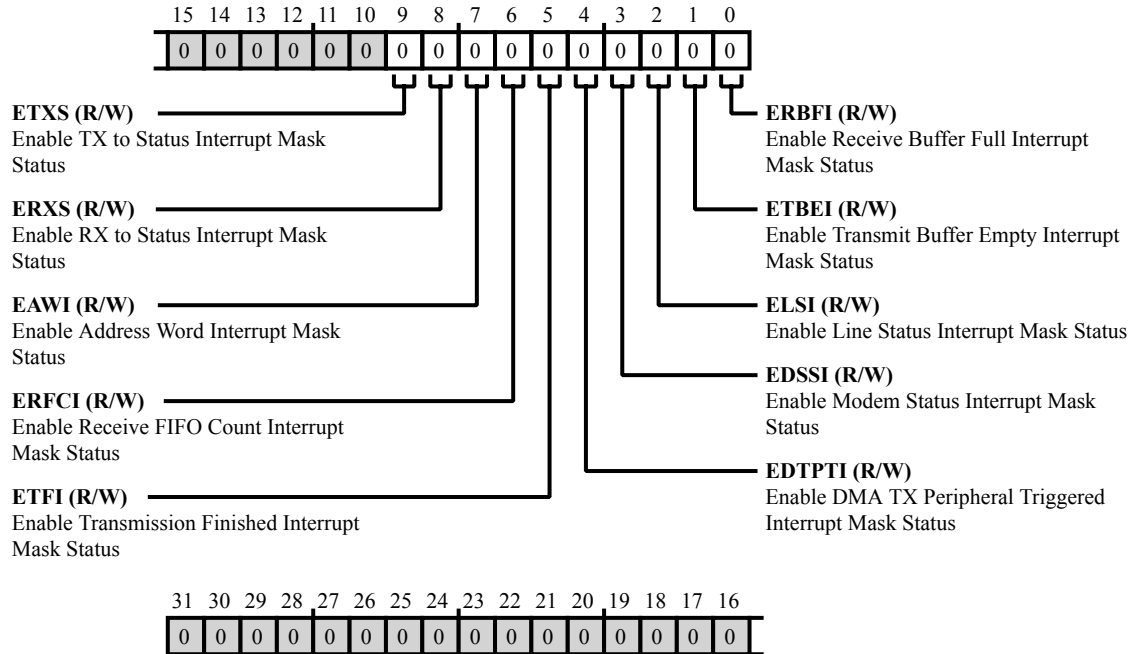 15 14 13 12 11 10 9 8 7 6 5 4 3 2 1 0
0 0 0 0 0 0 0 0 0 0 0 0 0 0 0 0
ETXS (R/W)
Enable TX to Status Interrupt Mask
Status
ERXS (R/W)
Enable RX to Status Interrupt Mask
Status
EAWI (R/W)
Enable Address Word Interrupt Mask
Status
ERFCI (R/W)
Enable Receive FIFO Count Interrupt
Mask Status
ETFI (R/W)
Enable Transmission Finished Interrupt
Mask Status
ERBFI (R/W)
Enable Receive Buffer Full Interrupt
Mask Status
ETBEI (R/W)
Enable Transmit Buffer Empty Interrupt
Mask Status
ELSI (R/W)
Enable Line Status Interrupt Mask Status
EDSSI (R/W)
Enable Modem Status Interrupt Mask
Status
EDTPTI (R/W)
Enable DMA TX Peripheral Triggered
Interrupt Mask Status
31 30 29 28 27 26 25 24 23 22 21 20 19 18 17 16
0 0 0 0 0 0 0 0 0 0 0 0 0 0 0 0